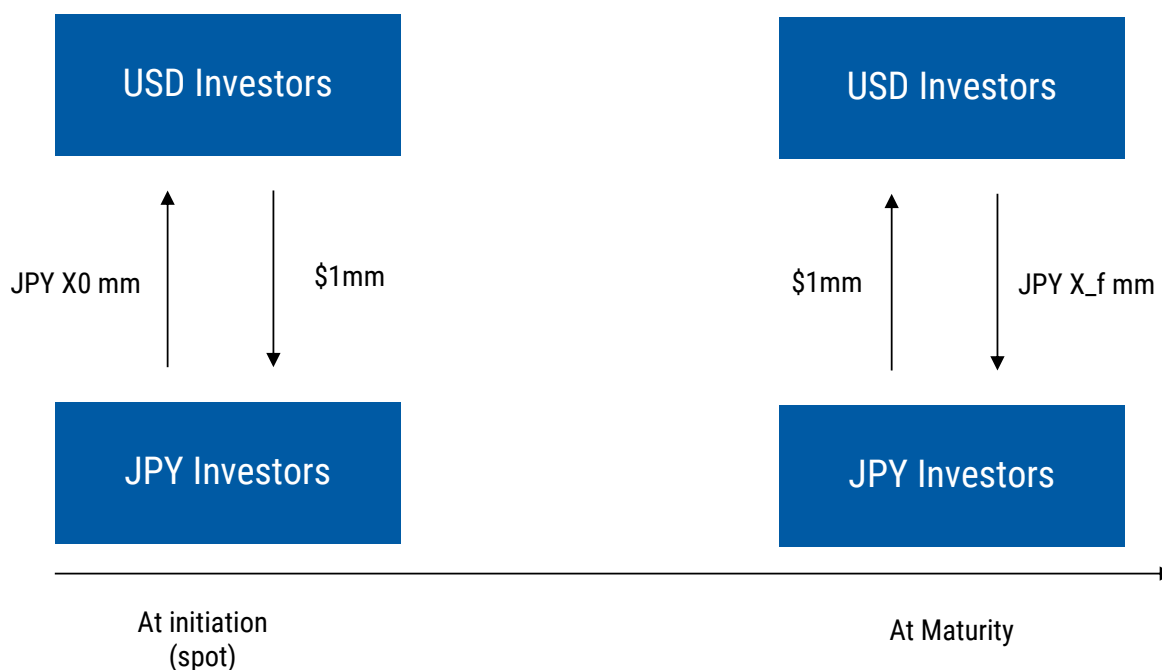 USD Investors
USD Investors
JPY X0 mm
$1mm
$1mm
JPY X_f mm
JPY Investors
JPY Investors
At initiation
(spot)
At Maturity